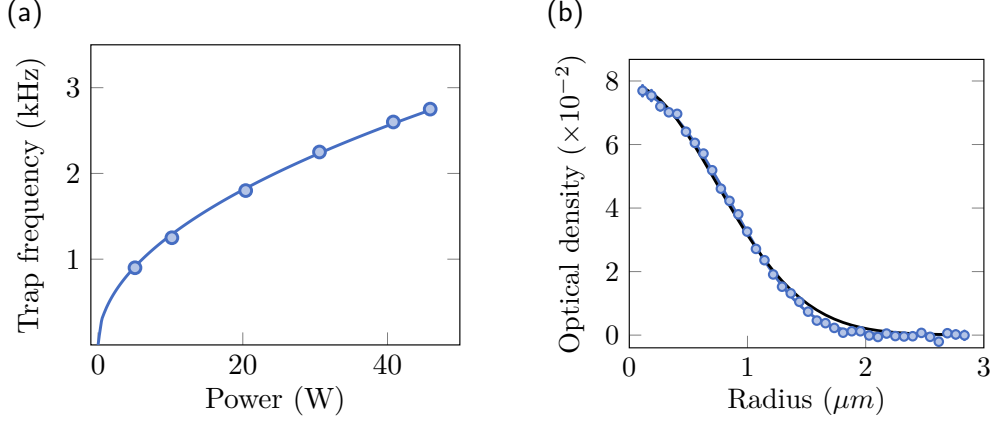 (a)
Trap frequency (kHz)
3
2
1
0
20
40
Power (W)
(b)
Optical density (×10⁻²)
8
6
4
2
0
0
1
2
3
Radius (μm)